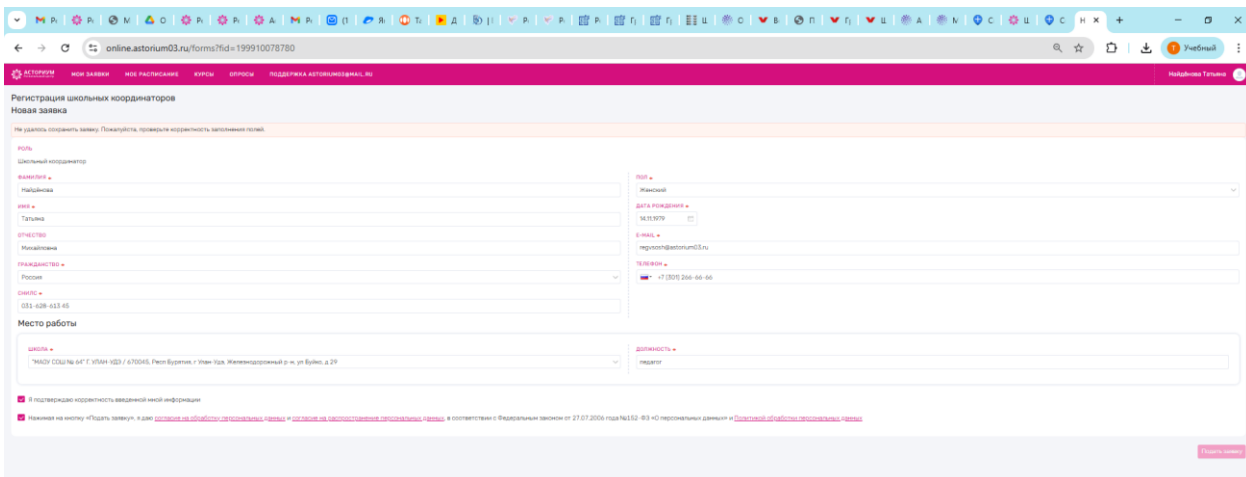 online.astorium03.ru/forms?fid=199910078780
Учебный
АСТОРИУМ МОИ ЗАЯВКИ МОЕ РАСПИСАНИЕ КУРСЫ ОПРОСЫ ПОДДЕРЖКА ASTORIUM03@MAIL.RU Найдёнова Татьяна
Регистрация школьных координаторов
Новая заявка
Не удалось сохранить заявку. Пожалуйста, проверьте корректность заполнения полей.
РОЛЬ
Школьный координатор
ФАМИЛИЯ
Найдёнова
ИМЯ
Татьяна
ОТЧЕСТВО
Михайловна
ГРАЖДАНСТВО
Россия
СНИЛС
031-628-613 45
ПОЛ
Женский
ДАТА РОЖДЕНИЯ
14.11.1979
E-MAIL
regvsosh@astorium03.ru
ТЕЛЕФОН
+7 (301) 266-66-66
Место работы
ШКОЛА
"МАОУ СОШ № 64" Г. УЛАН-УДЭ / 670045, Респ Бурятия, г Улан-Удэ, Железнодорожный р-н, ул Буйко, д 29
ДОЛЖНОСТЬ
педагог
Я подтверждаю корректность введенной мной информации
Нажимая на кнопку «Подать заявку», я даю согласие на обработку персональных данных и согласие на распространение персональных данных, в соответствии с Федеральным законом от 27.07.2006 года №152-ФЗ «О персональных данных» и Политикой обработки персональных данных
Подать заявку